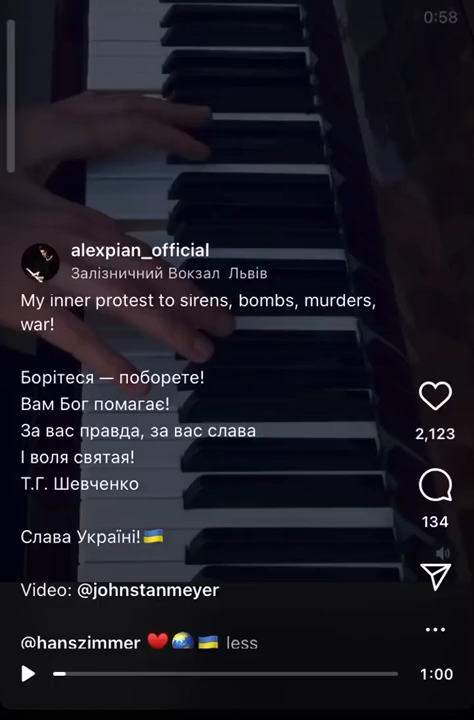 0:58
alexpian_official
Залізничний Вокзал Львів
My inner protest to sirens, bombs, murders,
war!
Борітеся — поборете!
Вам Бог помагає!
За вас правда, за вас слава
І воля святая!
Т.Г. Шевченко
2,123
134
Слава Україні!🇺🇦
Video: @johnstanmeyer
@hanszimmer ❤️🌏🇺🇦 less
1:00